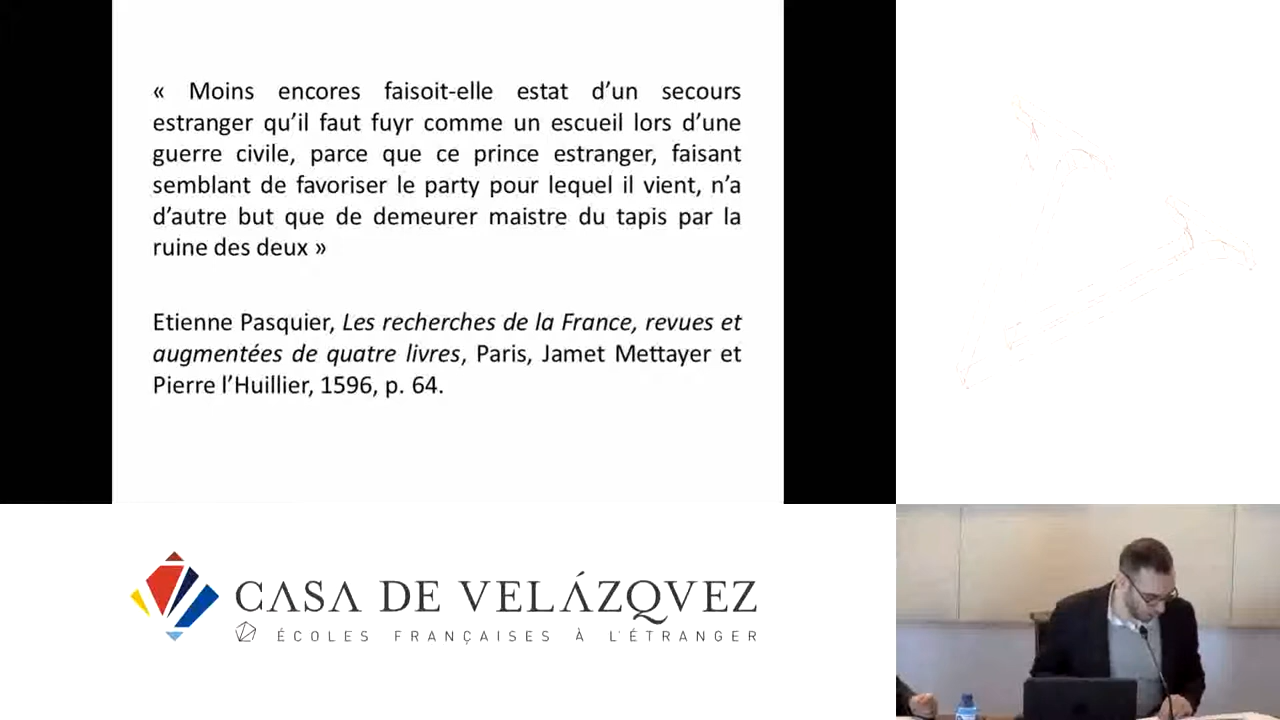 « Moins encores faisoit-elle estat d’un secours
estranger qu’il faut fuyr comme un escueil lors d’une
guerre civile, parce que ce prince estranger, faisant
semblant de favoriser le party pour lequel il vient, n’a
d’autre but que de demeurer maistre du tapis par la
ruine des deux »
Etienne Pasquier, Les recherches de la France, revues et
augmentées de quatre livres, Paris, Jamet Mettayer et
Pierre l’Huillier, 1596, p. 64.
CASA DE VELÁZQVEZ
ÉCOLES FRANÇAISES À L'ÉTRANGER